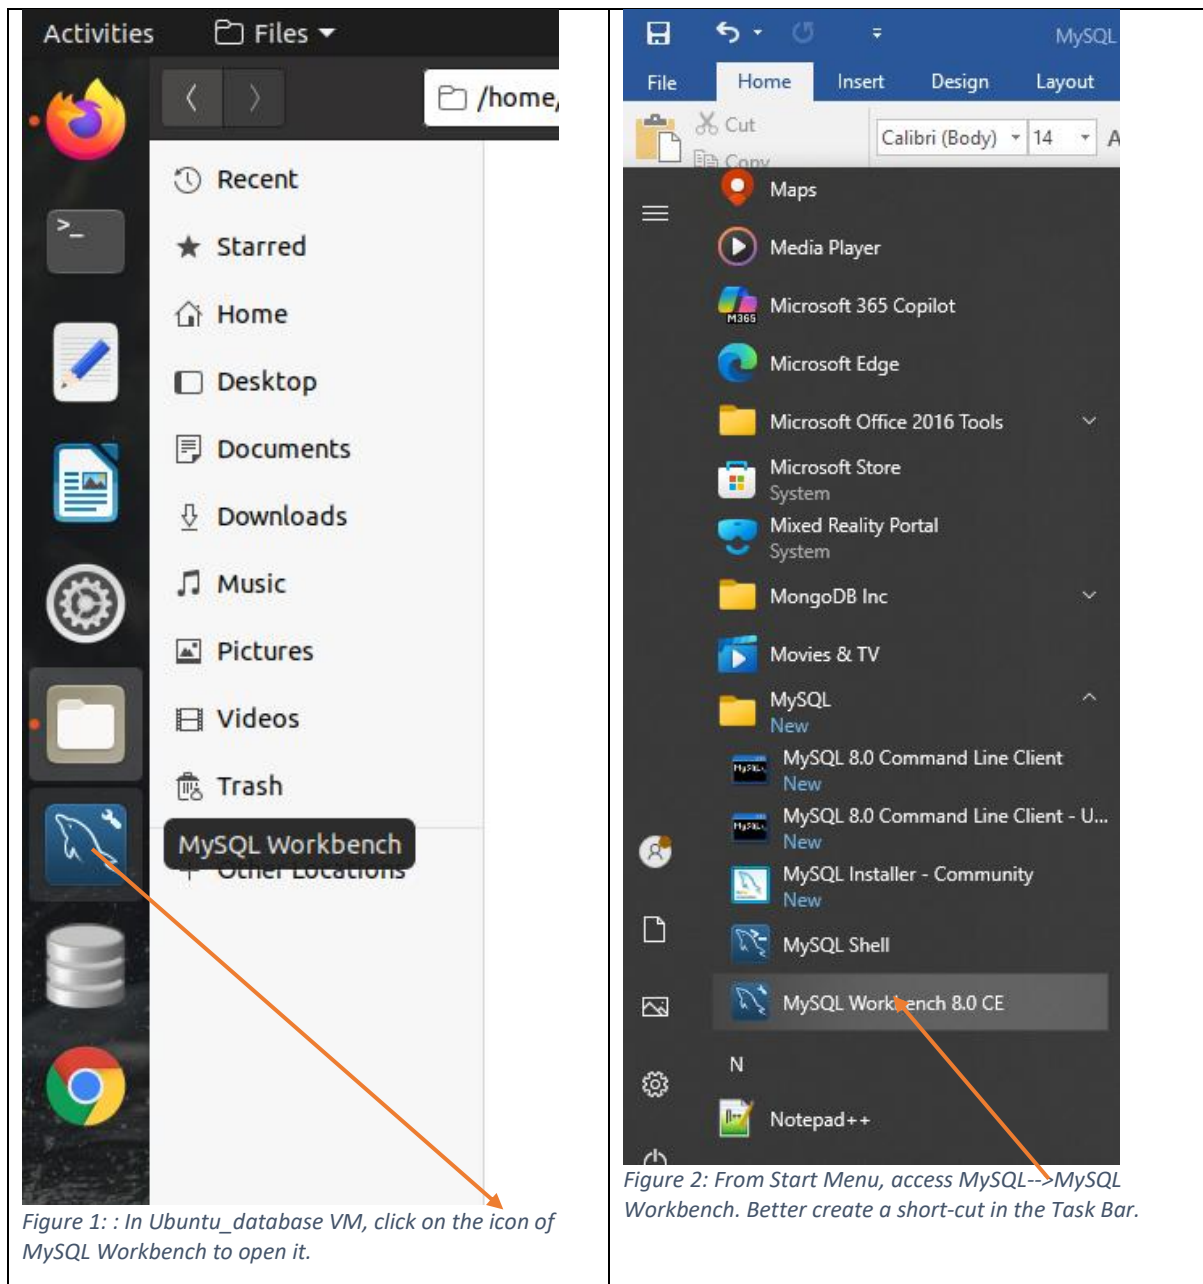 Activities
Files
/home/
Recent
Starred
Home
Desktop
Documents
Downloads
Music
Pictures
Videos
Trash
MySQL Workbench
+ Other Locations
Figure 1: : In Ubuntu_database VM, click on the icon of
MySQL Workbench to open it.
MySQL
File Home Insert Design Layout
Cut
Calibri (Body) 14 A
Copy
Maps
Media Player
M365
Microsoft 365 Copilot
Microsoft Edge
Microsoft Office 2016 Tools
Microsoft Store
System
Mixed Reality Portal
System
MongoDB Inc
Movies & TV
MySQL
New
MySQL 8.0 Command Line Client
New
MySQL 8.0 Command Line Client - U...
New
MySQL Installer - Community
New
MySQL Shell
MySQL Workbench 8.0 CE
N
Notepad++
Figure 2: From Start Menu, access MySQL-->MySQL
Workbench. Better create a short-cut in the Task Bar.